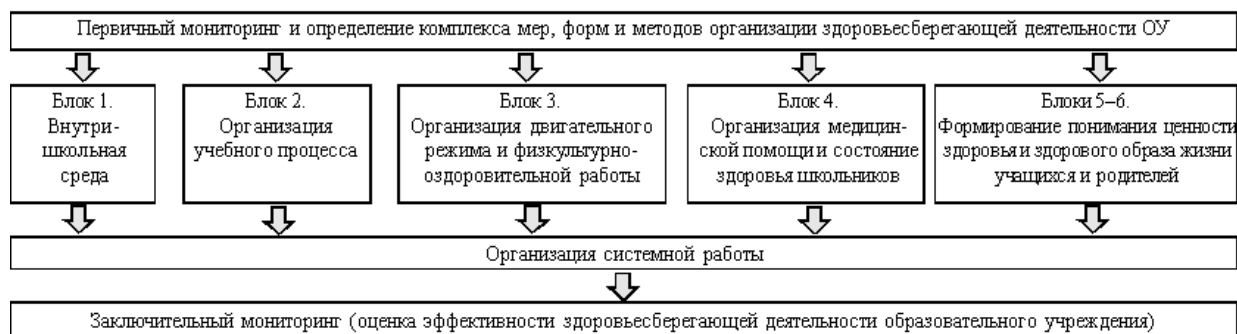 Первичный мониторинг и определение комплекса мер, форм и методов организации здоровьесберегающей деятельности ОУ
Блок 1.
Внутри-
школьная
среда
Блок 2.
Организация
учебного процесса
Блок 3.
Организация двигательного
режима и физкультурно-
оздоровительной работы
Блок 4.
Организация медицин-
ской помощи и состояние
здоровья школьников
Блоки 5–6.
Формирование понимания ценности
здоровья и здорового образа жизни
учащихся и родителей
Организация системной работы
Заключительный мониторинг (оценка эффективности здоровьесберегающей деятельности образовательного учреждения)